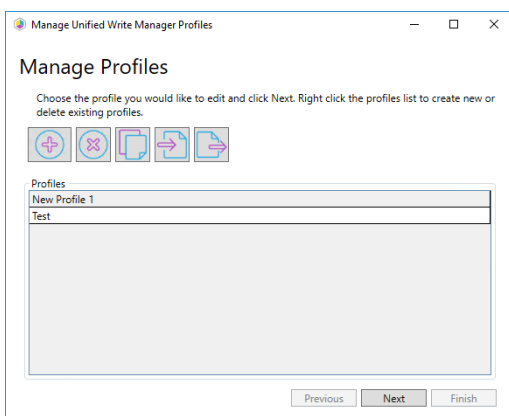 Manage Unified Write Manager Profiles
Manage Profiles
Choose the profile you would like to edit and click Next. Right click the profiles list to create new or
delete existing profiles.
Profiles
New Profile 1
Test
Previous
Next
Finish